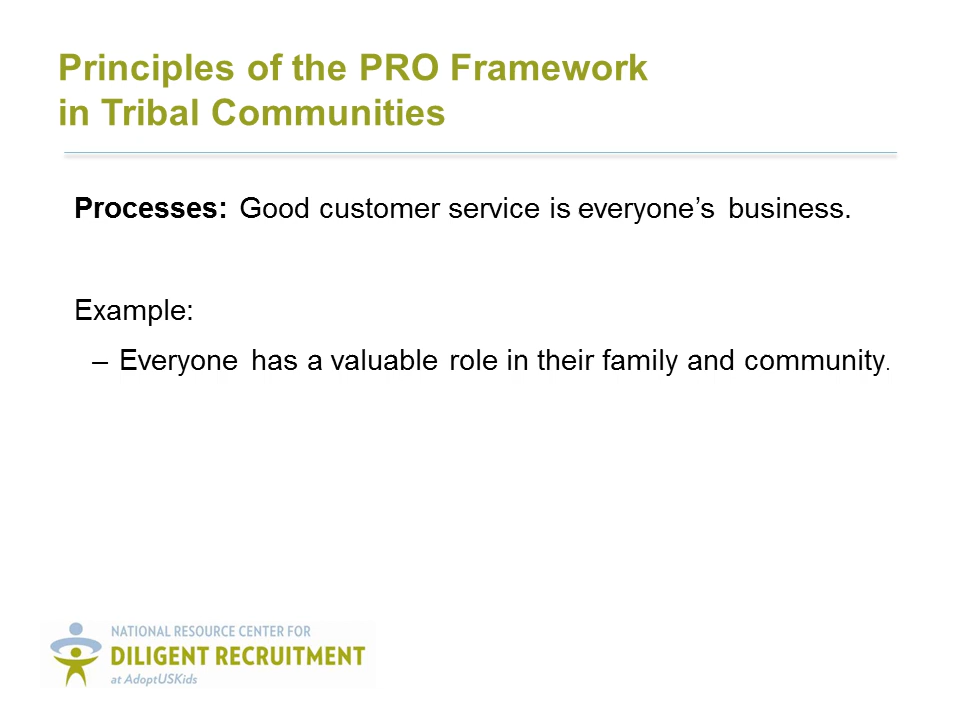 Principles of the PRO Framework
in Tribal Communities
Processes: Good customer service is everyone’s business.
Example:
– Everyone has a valuable role in their family and community.
NATIONAL RESOURCE CENTER FOR
DILIGENT RECRUITMENT
at AdoptUSKids